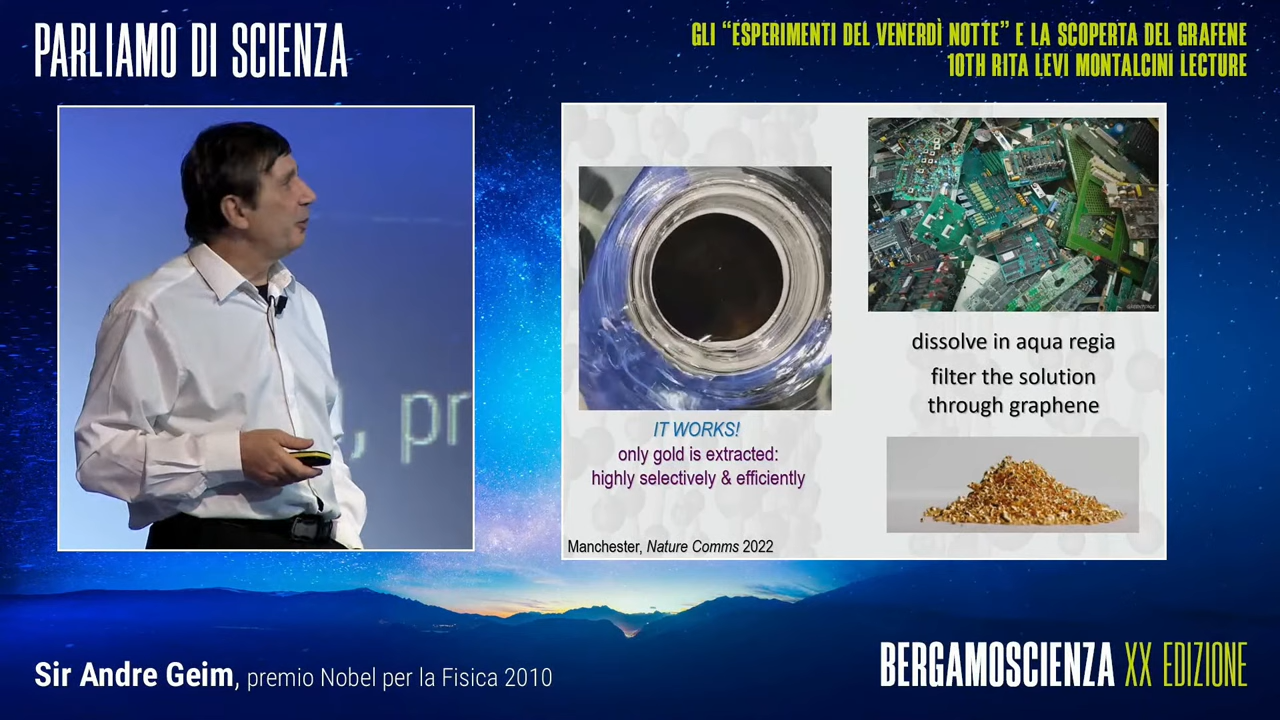 PARLIAMO DI SCIENZA
GLI “ESPERIMENTI DEL VENERDÌ NOTTE” E LA SCOPERTA DEL GRAFENE
10TH RITA LEVI MONTALCINI LECTURE
, pr
IT WORKS!
only gold is extracted:
highly selectively & efficiently
Manchester, Nature Comms 2022
GREENPEACE
dissolve in aqua regia
filter the solution
through graphene
Sir Andre Geim, premio Nobel per la Fisica 2010
BERGAMOSCIENZA XX EDIZIONE